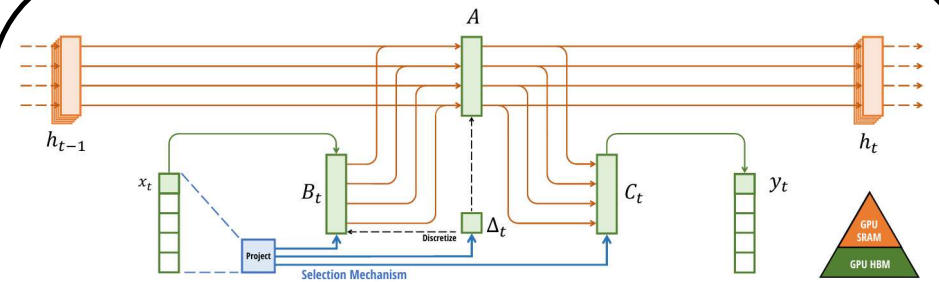 A
h_{t-1}
h_t
x_t
B_t
Discretize
Δ_t
C_t
y_t
Project
Selection Mechanism
GPU
SRAM
GPU HBM